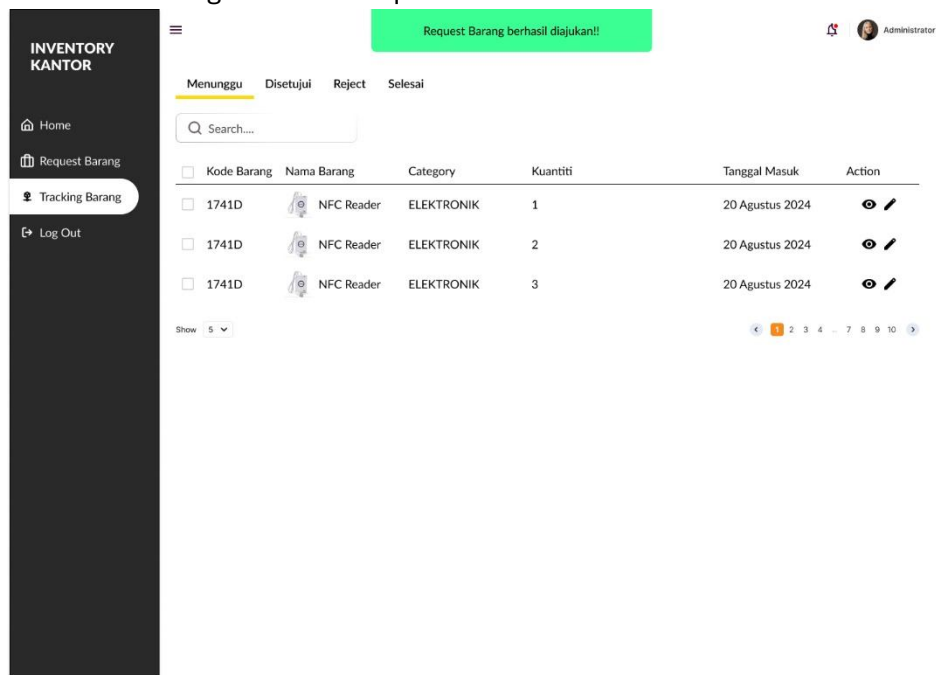 Request Barang berhasil diajukan!!
Administrator
INVENTORY
KANTOR
Home
Request Barang
Tracking Barang
Log Out
Menunggu Disetujui Reject Selesai
Search....
Kode Barang Nama Barang Category Kuantiti Tanggal Masuk Action
1741D NFC Reader ELEKTRONIK 1 20 Agustus 2024
1741D NFC Reader ELEKTRONIK 2 20 Agustus 2024
1741D NFC Reader ELEKTRONIK 3 20 Agustus 2024
Show 5 1 2 3 4 ... 7 8 9 10